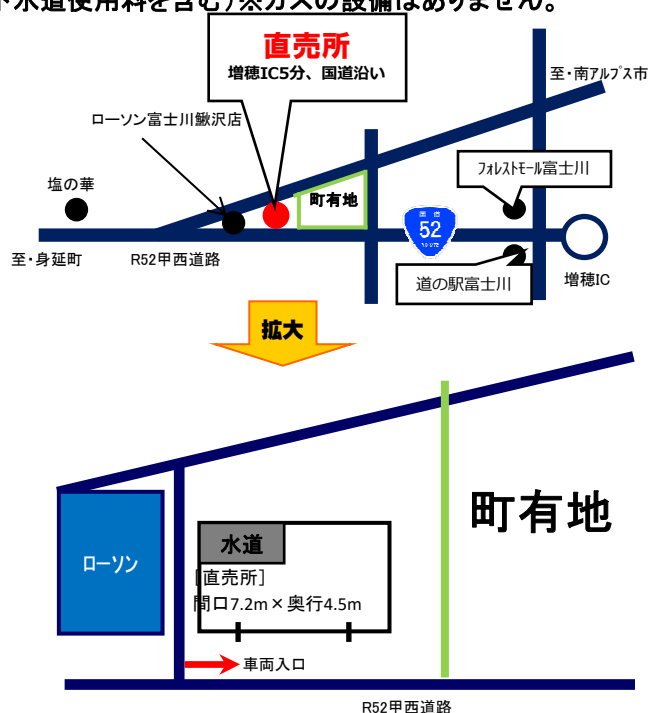 下水道使用料を含む)※ガスの設備はありません。
直売所
増穂IC5分、国道沿い
至・南アルプス市
ローソン富士川鰍沢店
フォレストモール富士川
塩の華
町有地
国道
52
ROUTE
至・身延町
R52甲西道路
道の駅富士川
増穂IC
拡大
町有地
水道
ローソン
[直売所]
間口7.2m×奥行4.5m
車両入口
R52甲西道路